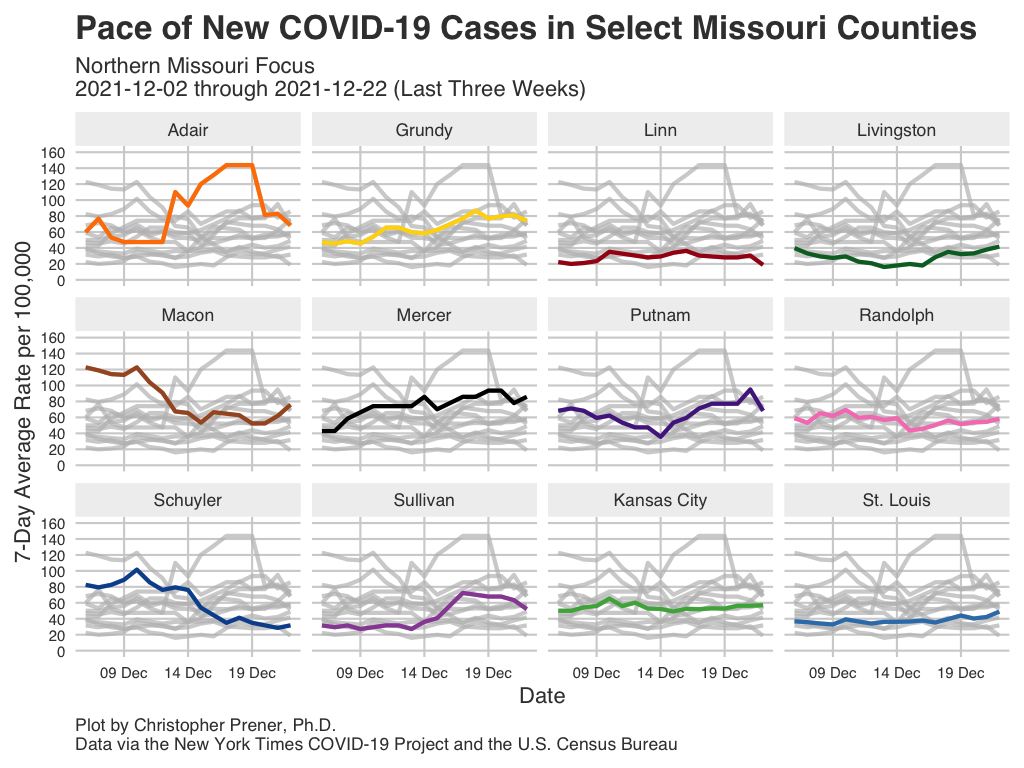 Pace of New COVID-19 Cases in Select Missouri Counties
Northern Missouri Focus
2021-12-02 through 2021-12-22 (Last Three Weeks)
Adair
Grundy
Linn
Livingston
160
140
120
100
80
60
40
20
0
Macon
Mercer
Putnam
Randolph
160
140
120
100
80
60
40
20
0
Schuyler
Sullivan
Kansas City
St. Louis
160
140
120
100
80
60
40
20
0
7-Day Average Rate per 100,000
09 Dec 14 Dec 19 Dec
09 Dec 14 Dec 19 Dec
09 Dec 14 Dec 19 Dec
09 Dec 14 Dec 19 Dec
Date
Plot by Christopher Prener, Ph.D.
Data via the New York Times COVID-19 Project and the U.S. Census Bureau